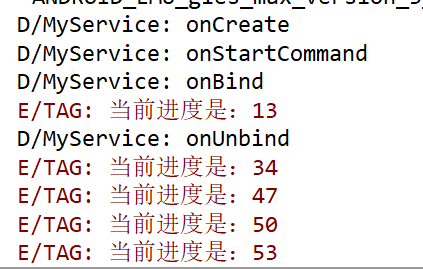 ANDROID_EMU_gles_max_version_3_
D/MyService: onCreate
D/MyService: onStartCommand
D/MyService: onBind
E/TAG: 当前进度是：13
D/MyService: onUnbind
E/TAG: 当前进度是：34
E/TAG: 当前进度是：47
E/TAG: 当前进度是：50
E/TAG: 当前进度是：53